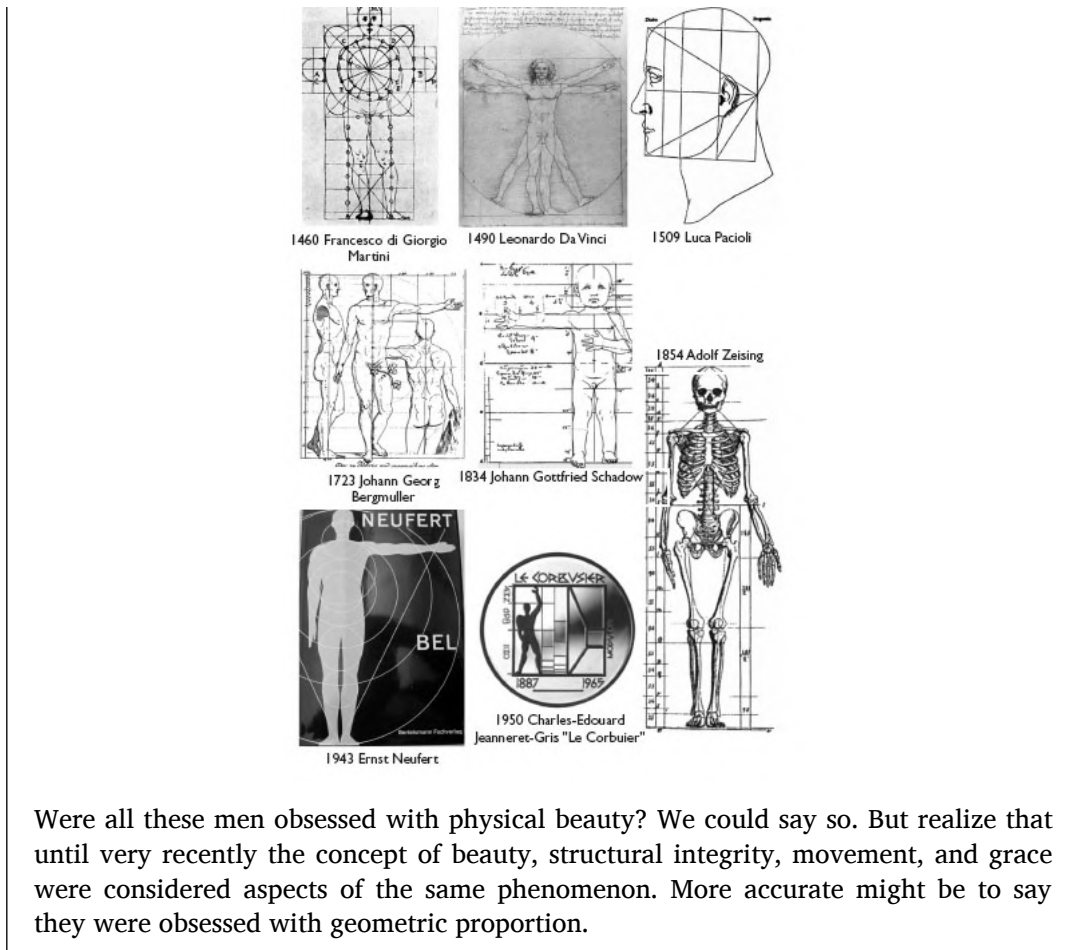 1460 Francesco di Giorgio
Martini
1490 Leonardo Da Vinci
1509 Luca Pacioli
1723 Johann Georg
Bergmuller
1834 Johann Gottfried Schadow
1854 Adolf Zeising
NEUFERT
BEL
Bertelsmann Fachverlag
1943 Ernst Neufert
LE CORBVSIER
1887
1965
1950 Charles-Edouard
Jeanneret-Gris "Le Corbuier"
Were all these men obsessed with physical beauty? We could say so. But realize that
until very recently the concept of beauty, structural integrity, movement, and grace
were considered aspects of the same phenomenon. More accurate might be to say
they were obsessed with geometric proportion.